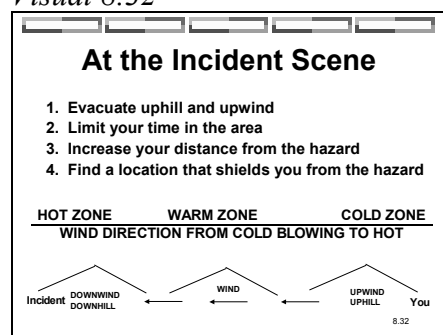 Visual 8.32
At the Incident Scene
1. Evacuate uphill and upwind
2. Limit your time in the area
3. Increase your distance from the hazard
4. Find a location that shields you from the hazard
HOT ZONE WARM ZONE COLD ZONE
WIND DIRECTION FROM COLD BLOWING TO HOT
Incident DOWNWIND DOWNHILL WIND UPWIND UPHILL You
8.32